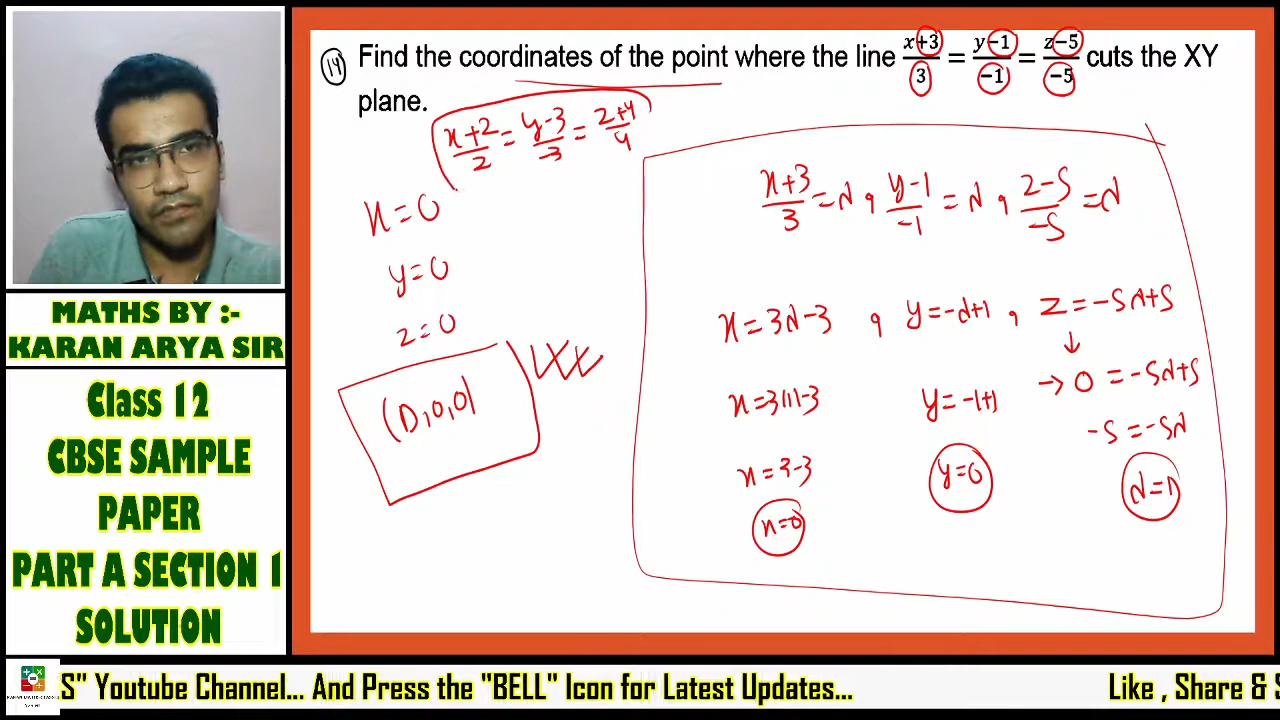 (14) Find the coordinates of the point where the line x+3/3 = y−1/−1 = z−5/−5 cuts the XY
plane.
x+2/2 = y-3/-3 = z+4/4
x=0
y=0
z=0
(0,0,0)
x+3/3 = λ, y-1/-1 = λ, z-5/-5 = λ
x=3λ-3, y=-λ+1, z=-5λ+5
→ 0 = -5λ+5
x=3(1)-3 y=-1+1
-5 = -5λ
x=3-3 y=0 λ=1
x=0
MATHS BY :-
KARAN ARYA SIR
Class 12
CBSE SAMPLE
PAPER
PART A SECTION 1
SOLUTION
S" Youtube Channel... And Press the "BELL" Icon for Latest Updates... Like , Share & S